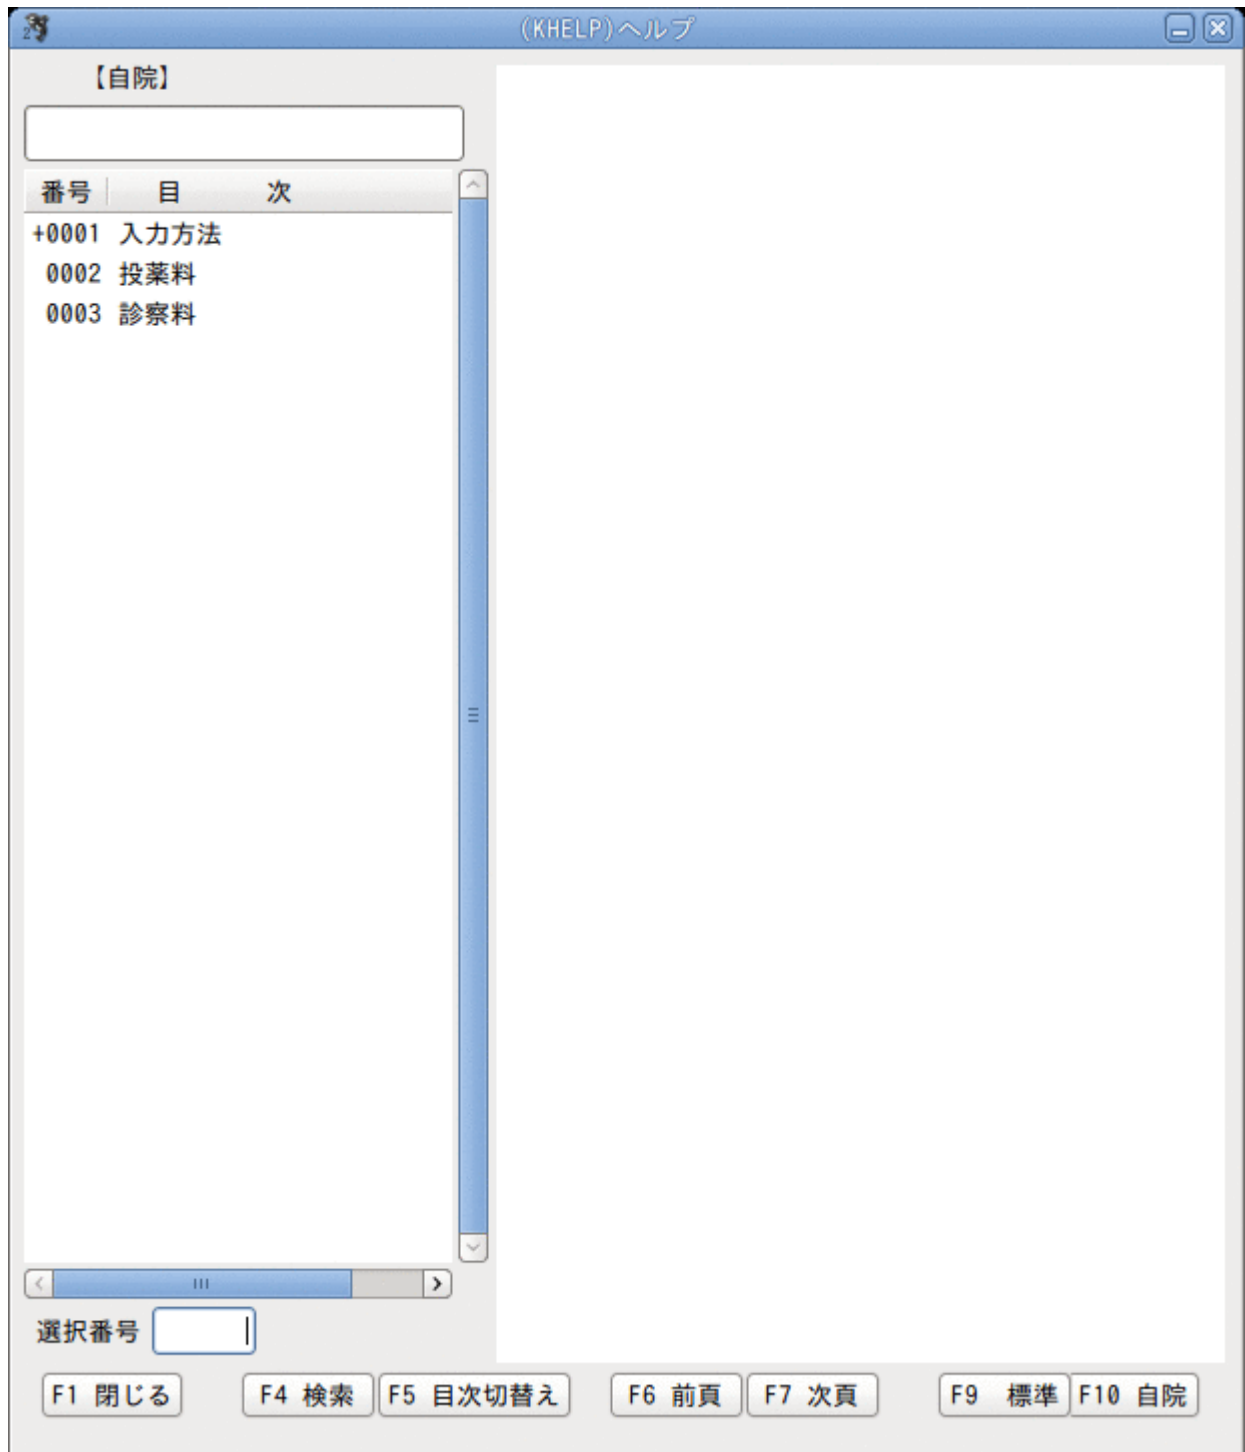 (KHELP)ヘルプ
【自院】
番号 目 次
+0001 入力方法
0002 投薬料
0003 診察料
選択番号
F1 閉じる F4 検索 F5 目次切替え F6 前頁 F7 次頁 F9 標準 F10 自院